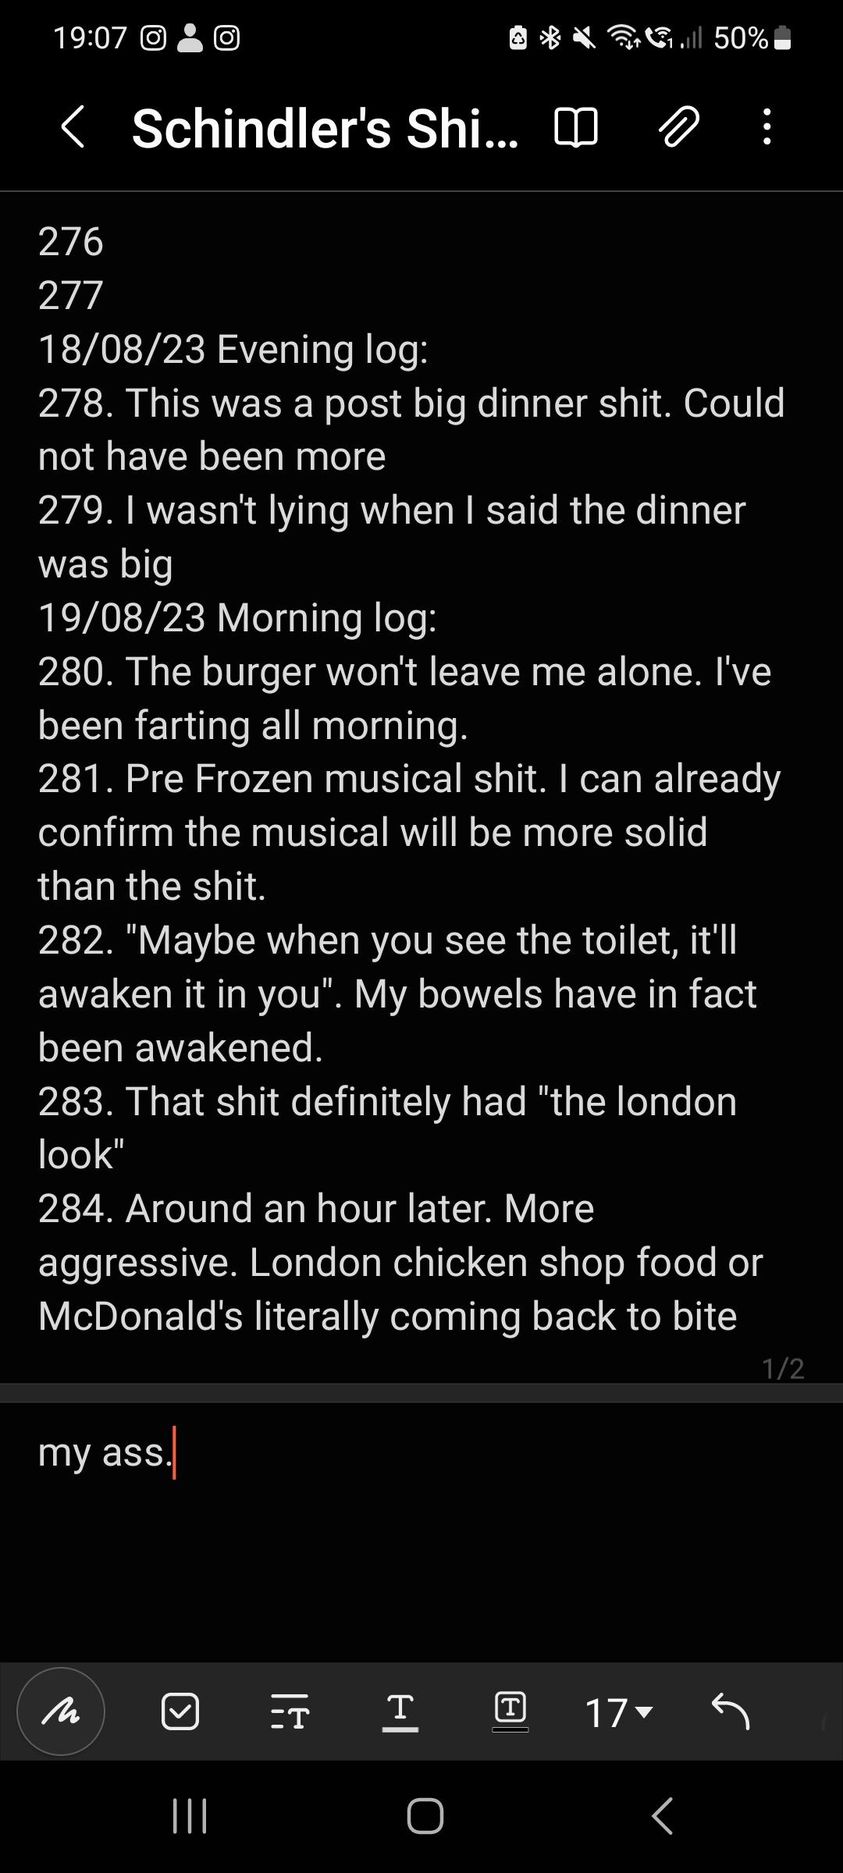 19:07
50%
Schindler's Shi...
276
277
18/08/23 Evening log:
278. This was a post big dinner shit. Could
not have been more
279. I wasn't lying when I said the dinner
was big
19/08/23 Morning log:
280. The burger won't leave me alone. I've
been farting all morning.
281. Pre Frozen musical shit. I can already
confirm the musical will be more solid
than the shit.
282. "Maybe when you see the toilet, it'll
awaken it in you". My bowels have in fact
been awakened.
283. That shit definitely had "the london
look"
284. Around an hour later. More
aggressive. London chicken shop food or
McDonald's literally coming back to bite
1/2
my ass.
17